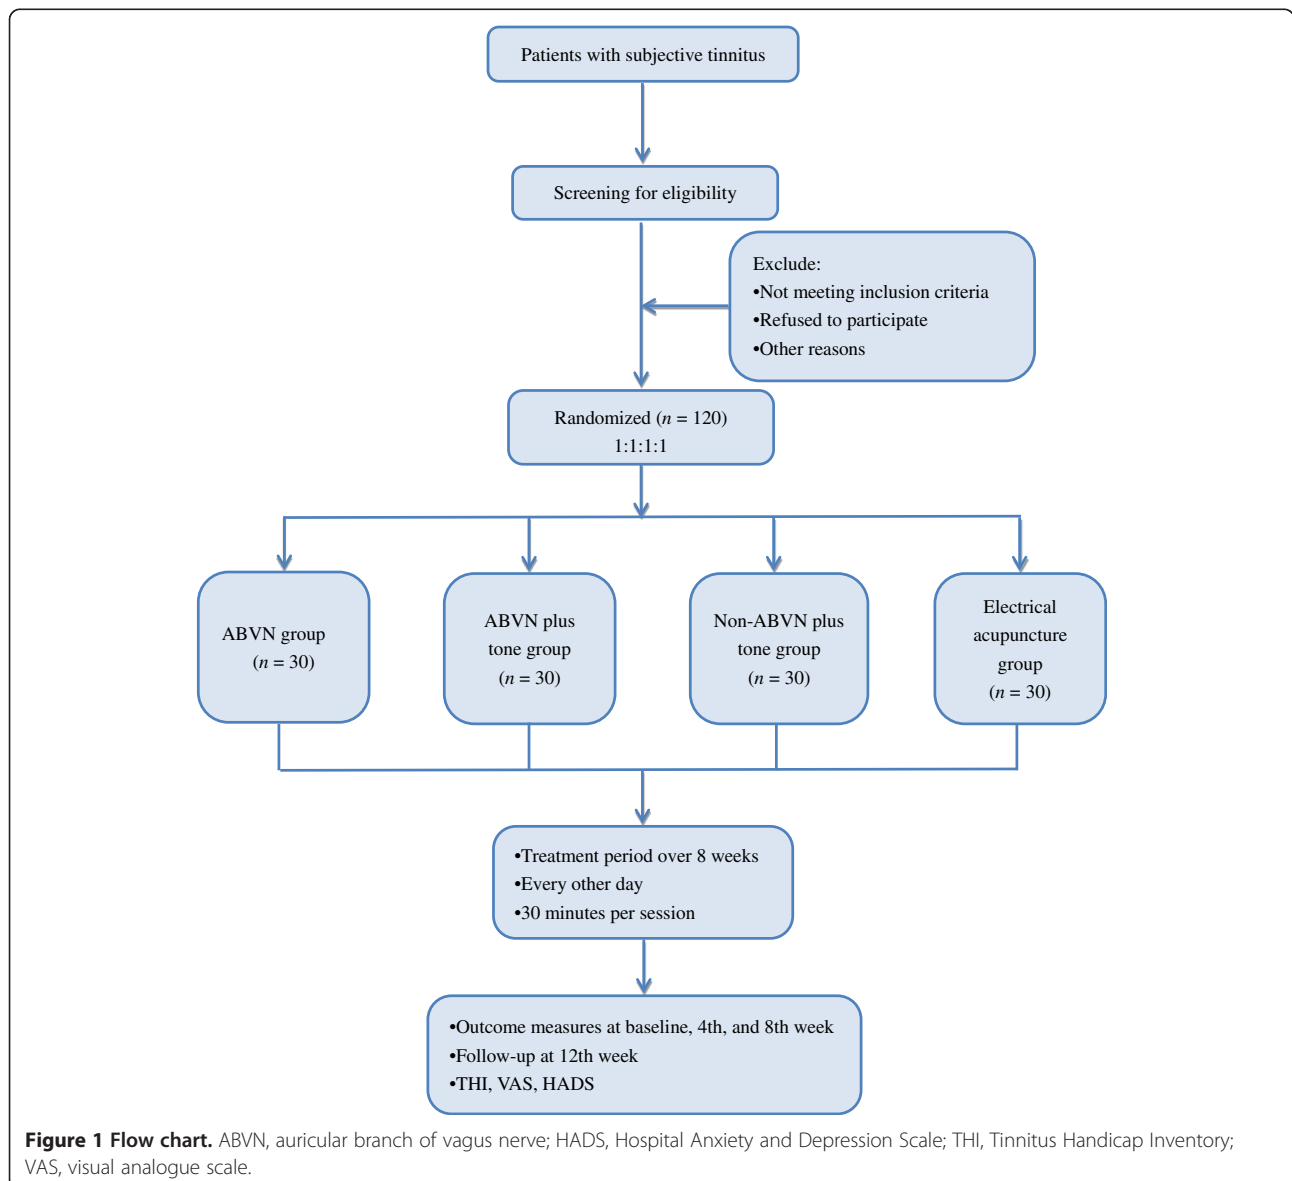 Patients with subjective tinnitus
Screening for eligibility
Exclude:
•Not meeting inclusion criteria
•Refused to participate
•Other reasons
Randomized (n = 120)
1:1:1:1
ABVN group
(n = 30)
ABVN plus
tone group
(n = 30)
Non-ABVN plus
tone group
(n = 30)
Electrical
acupuncture
group
(n = 30)
•Treatment period over 8 weeks
•Every other day
•30 minutes per session
•Outcome measures at baseline, 4th, and 8th week
•Follow-up at 12th week
•THI, VAS, HADS
Figure 1 Flow chart. ABVN, auricular branch of vagus nerve; HADS, Hospital Anxiety and Depression Scale; THI, Tinnitus Handicap Inventory;
VAS, visual analogue scale.